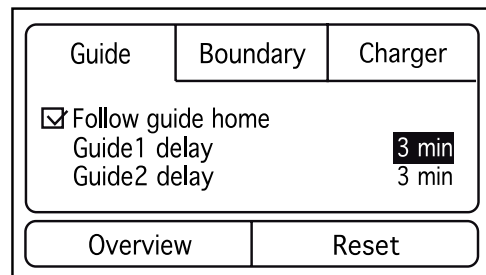 Guide Boundary Charger
Follow guide home
Guide1 delay 3 min
Guide2 delay 3 min
Overview Reset